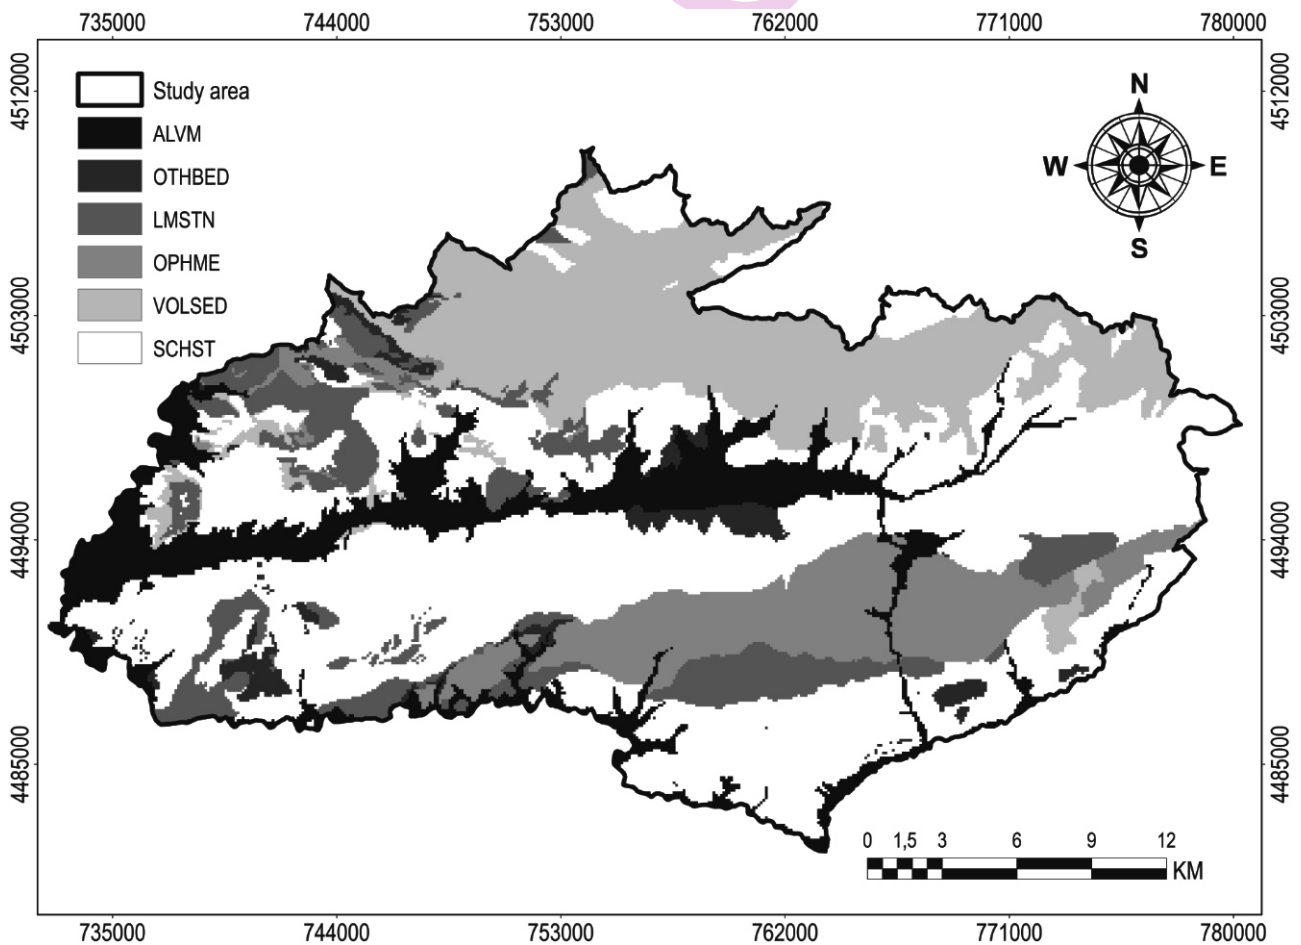 735000 744000 753000 762000 771000 780000
4512000 4512000
Study area
ALVM
OTHBED
LMSTN
OPHME
VOLSED
SCHST
N
W E
S
4503000 4503000
4494000 4494000
4485000 4485000
0 1,5 3 6 9 12
KM
735000 744000 753000 762000 771000 780000